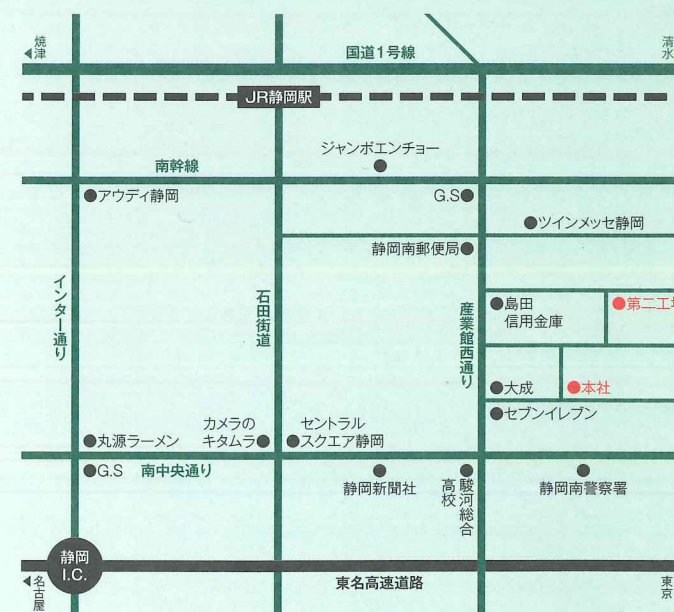 焼津
国道1号線
清水
JR静岡駅
ジャンボエンチョー
南幹線
アウディ静岡
G.S
ツインメッセ静岡
静岡南郵便局
インター通り
石田街道
産業館西通り
島田
信用金庫
第二工場
大成
本社
セブンイレブン
カメラの
キタムラ
セントラル
スクエア静岡
丸源ラーメン
G.S
南中央通り
静岡新聞社
駿河総合
高校
静岡南警察署
静岡
I.C.
名古屋
東名高速道路
東京